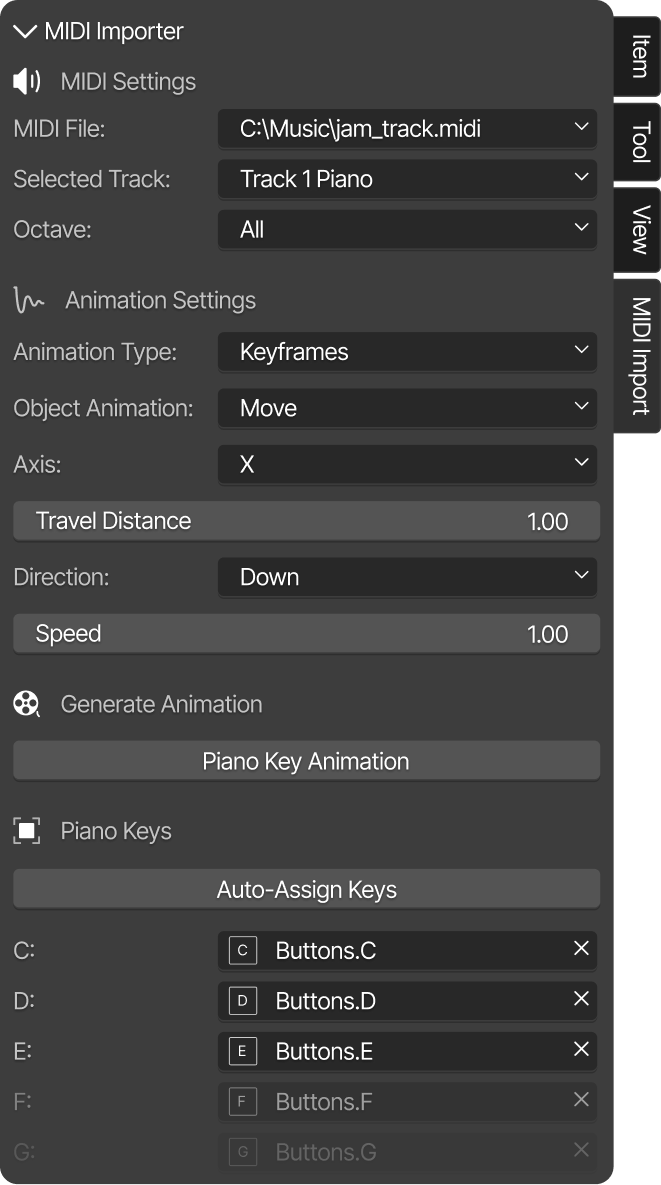 MIDI Importer
MIDI Settings
MIDI File: C:\Music\jam_track.midi
Selected Track: Track 1 Piano
Octave: All
Animation Settings
Animation Type: Keyframes
Object Animation: Move
Axis: X
Travel Distance 1.00
Direction: Down
Speed 1.00
Generate Animation
Piano Key Animation
Piano Keys
Auto-Assign Keys
C: C Buttons.C
D: D Buttons.D
E: E Buttons.E
F: F Buttons.F
G: G Buttons.G
Item
Tool
View
MIDI Import